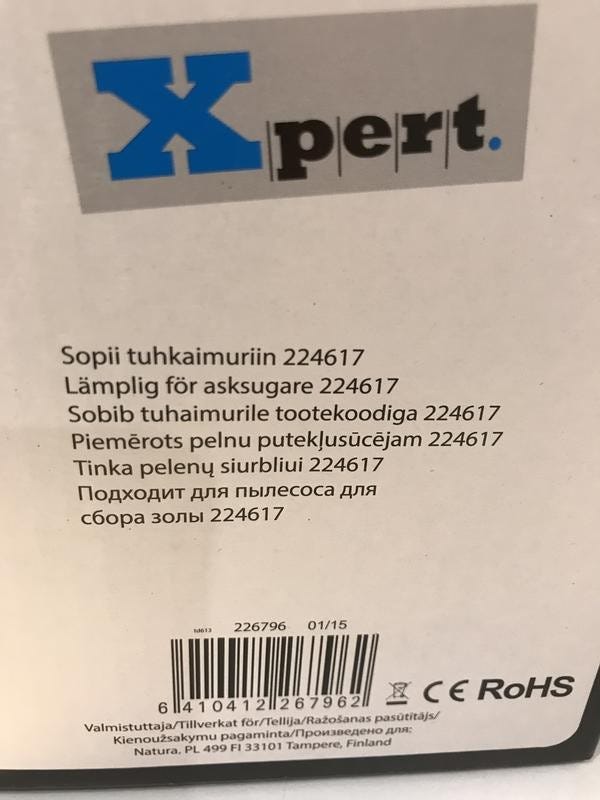 Xpert.
Sopii tuhkaimuriin 224617
Lämplig för asksugare 224617
Sobib tuhaimurile tootekoodiga 224617
Piemērots pelnu putekļusūcējam 224617
Tinka pelenų siurbliui 224617
Подходит для пылесоса для
сбора золы 224617
td613 226796 01/15
6 410412 267962
CE RoHS
Valmistuttaja/Tillverkat för/Tellija/Ražošanas pasūtītājs/
Kienoužsakymu pagaminta/Произведено для:
Natura, PL 499 FI 33101 Tampere, Finland